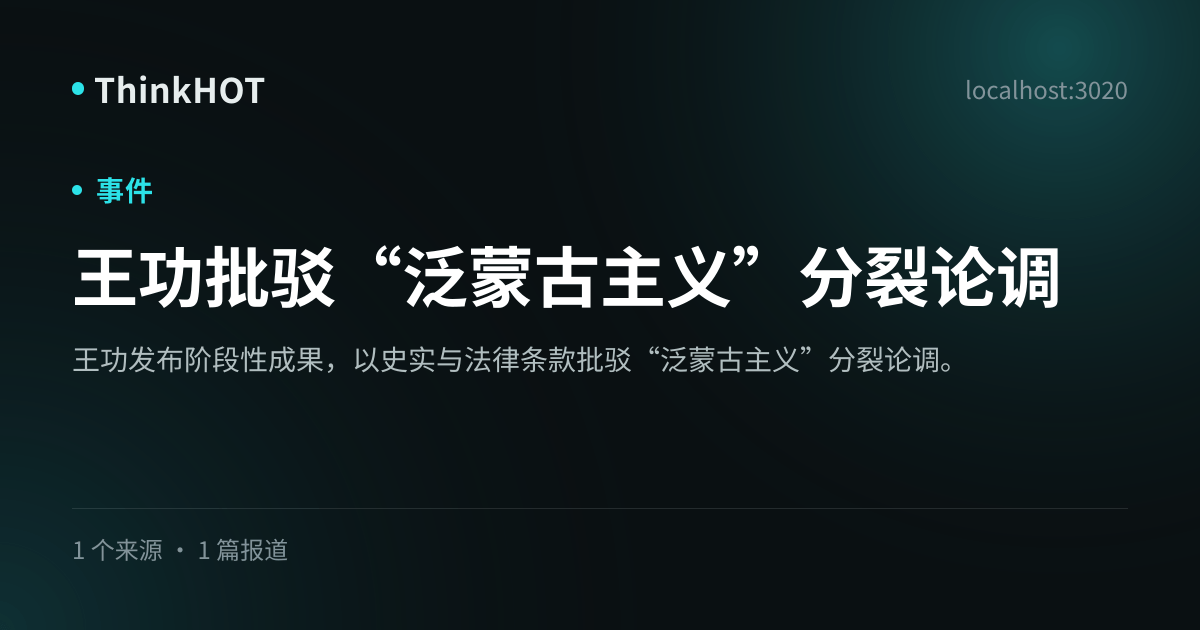 ThinkHOT
localhost:3020
事件
王功批驳“泛蒙古主义”分裂论调
王功发布阶段性成果，以史实与法律条款批驳“泛蒙古主义”分裂论调。
1 个来源 · 1 篇报道